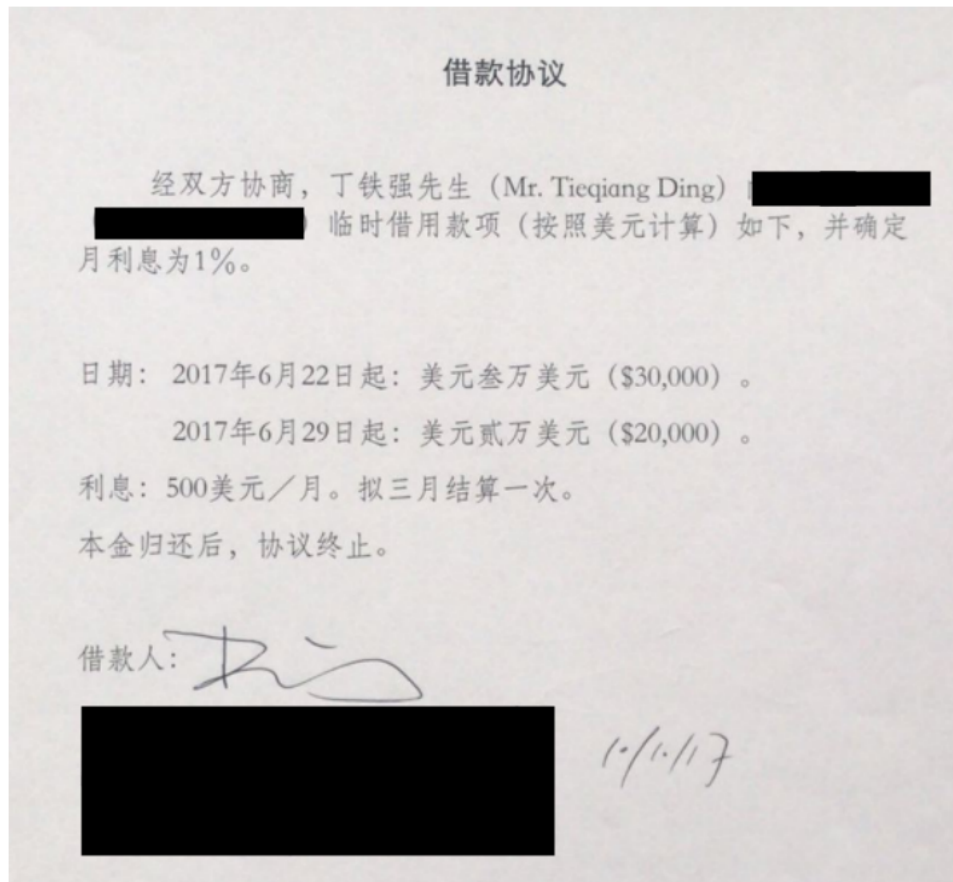 借款协议
经双方协商，丁铁强先生（Mr. Tieqiang Ding）
临时借用款项（按照美元计算）如下，并确定
月利息为1%。
日期： 2017年6月22日起：美元叁万美元（$30,000）。
2017年6月29日起：美元贰万美元（$20,000）。
利息：500美元／月。拟三月结算一次。
本金归还后，协议终止。
借款人：
10/1/17